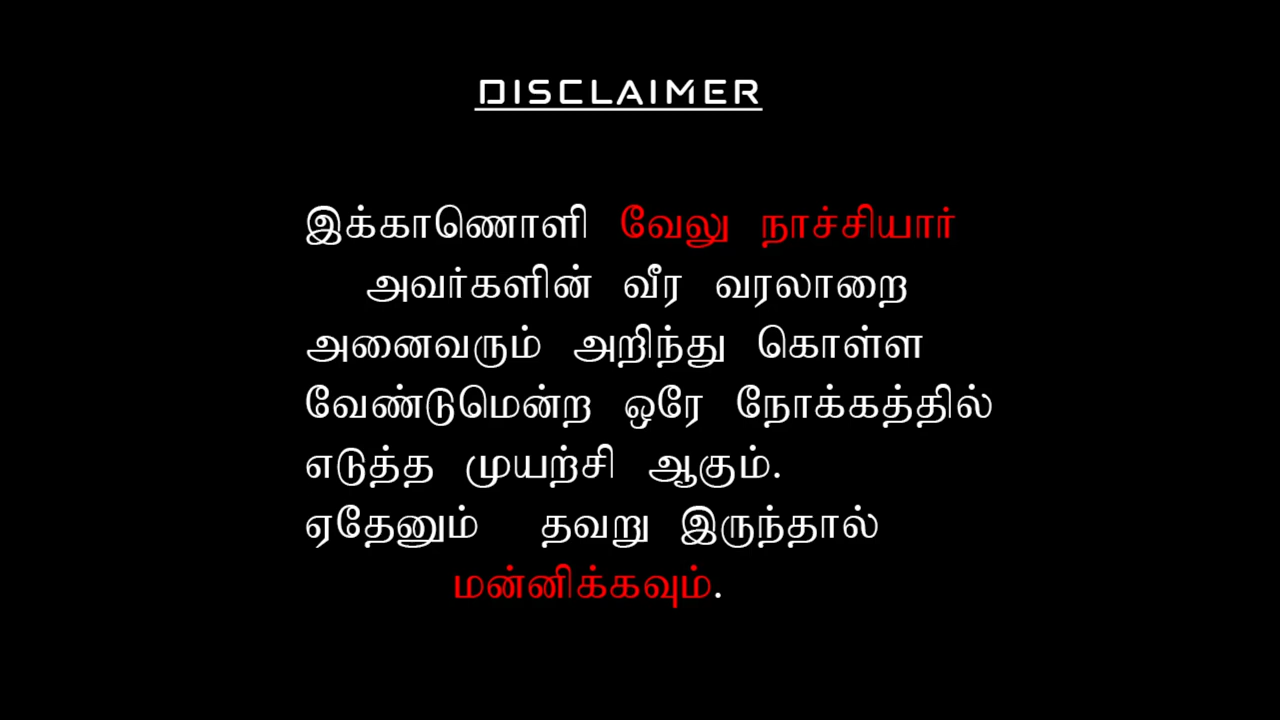 DISCLAIMER
இக்காணொளி வேலு நாச்சியார்
அவர்களின் வீர வரலாறை
அனைவரும் அறிந்து கொள்ள
வேண்டுமென்ற ஒரே நோக்கத்தில்
எடுத்த முயற்சி ஆகும்.
ஏதேனும் தவறு இருந்தால்
மன்னிக்கவும்.